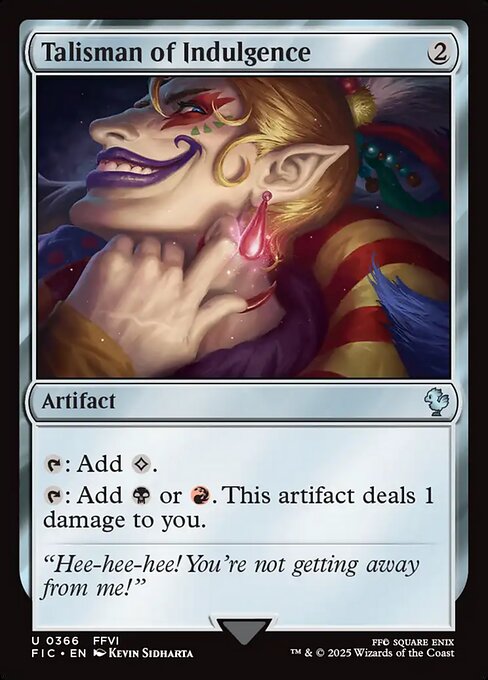 Talisman of Indulgence 2
Artifact
: Add .
: Add or . This artifact deals 1
damage to you.
“Hee-hee-hee! You’re not getting away
from me!”
U 0366 FFVI FF© SQUARE ENIX
FIC • EN Kevin Sidharta ™ & © 2025 Wizards of the Coast